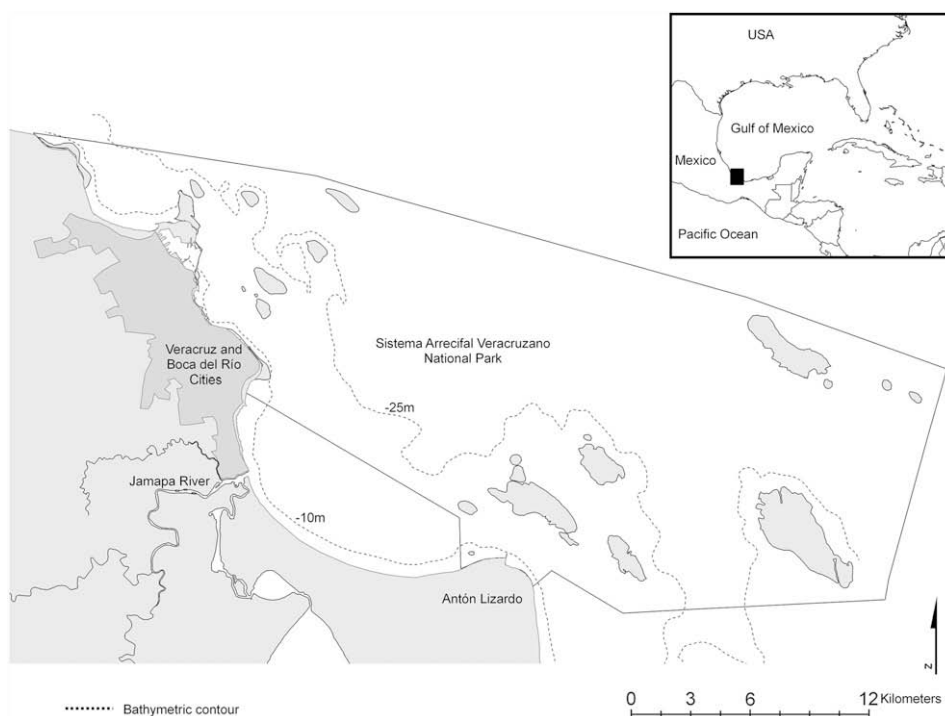 USA
Gulf of Mexico
Mexico
Pacific Ocean
Sistema Arrecifal Veracruzano
National Park
Veracruz and
Boca del Río
Cities
-25m
Jamapa River
-10m
Antón Lizardo
N
0 3 6 12 Kilometers
Bathymetric contour